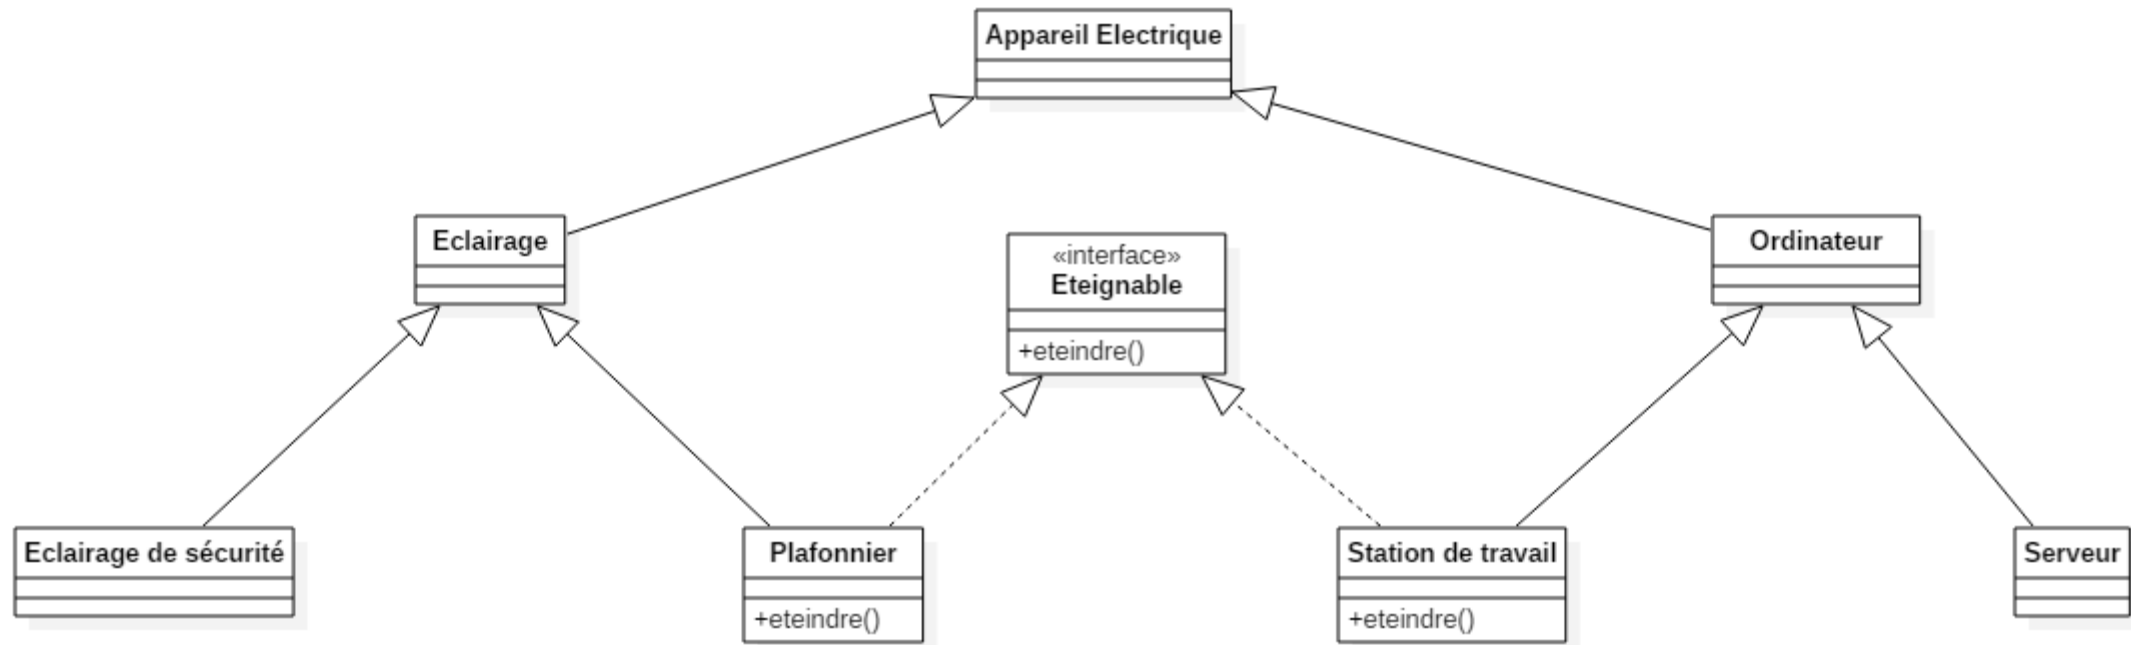 Appareil Electrique
Eclairage
«interface»
Eteignable
+eteindre()
Ordinateur
Eclairage de sécurité
Plafonnier
+eteindre()
Station de travail
+eteindre()
Serveur